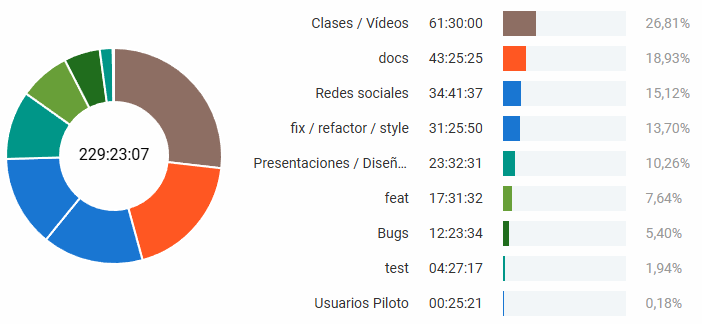 229:23:07
Clases / Vídeos 61:30:00 26,81%
docs 43:25:25 18,93%
Redes sociales 34:41:37 15,12%
fix / refactor / style 31:25:50 13,70%
Presentaciones / Diseñ... 23:32:31 10,26%
feat 17:31:32 7,64%
Bugs 12:23:34 5,40%
test 04:27:17 1,94%
Usuarios Piloto 00:25:21 0,18%